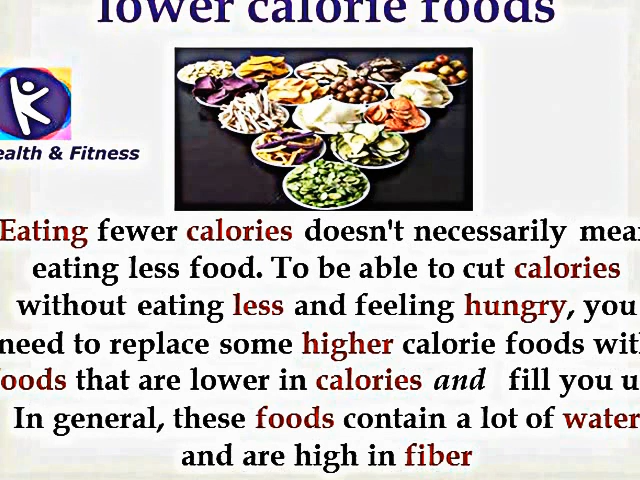 lower calorie foods
ealth & Fitness
Eating fewer calories doesn't necessarily mea
eating less food. To be able to cut calories
without eating less and feeling hungry, you
need to replace some higher calorie foods wit
foods that are lower in calories and fill you u
In general, these foods contain a lot of water
and are high in fiber